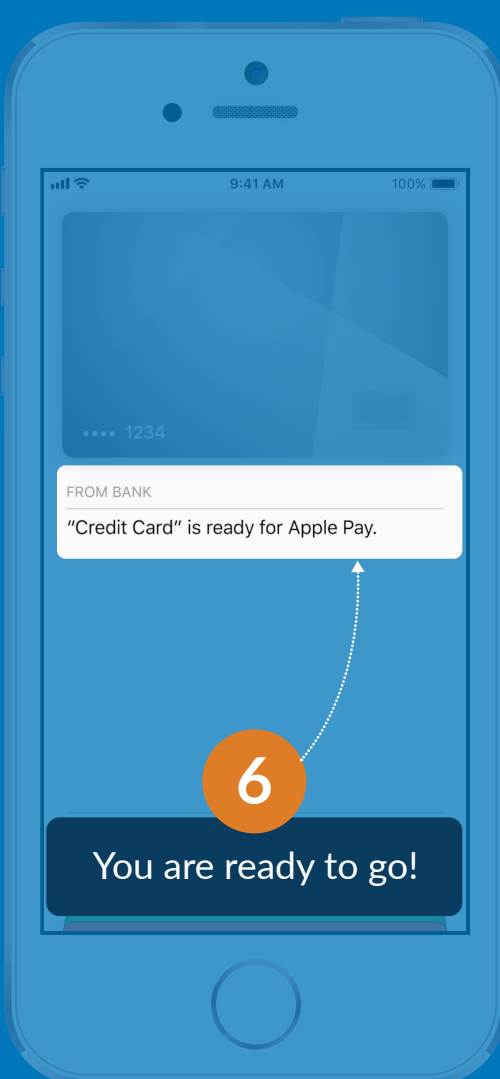 9:41 AM
100%
•••• 1234
FROM BANK
“Credit Card” is ready for Apple Pay.
6
You are ready to go!